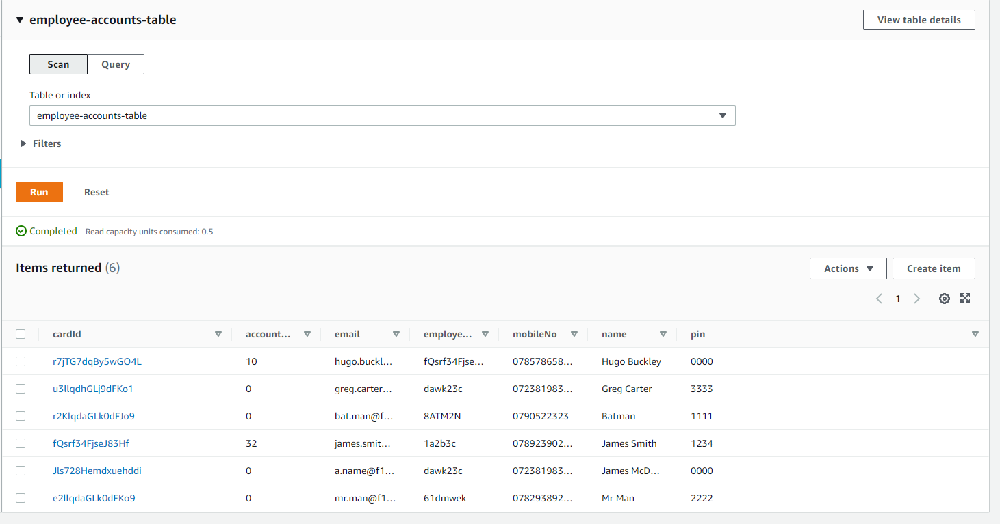 employee-accounts-table View table details
Scan Query
Table or index
employee-accounts-table
Filters
Run Reset
Completed Read capacity units consumed: 0.5
Items returned (6) Actions Create item
1
cardId account... email employe... mobileNo name pin
r7jTG7dqBy5wGO4L 10 hugo.buckl... fQsrf34Fjse... 078578658... Hugo Buckley 0000
u3llqdhGLj9dFKo1 0 greg.carter... dawk23c 072381983... Greg Carter 3333
r2KlqdaGLk0dFJo9 0 bat.man@f... 8ATM2N 0790522323 Batman 1111
fQsrf34FjseJ83Hf 32 james.smit... 1a2b3c 078923902... James Smith 1234
Jls728Hemdxuehddi 0 a.name@f1... dawk23c 072381983... James McD... 0000
e2llqdaGLk0dFKo9 0 mr.man@f1... 61dmwek 078293892... Mr Man 2222